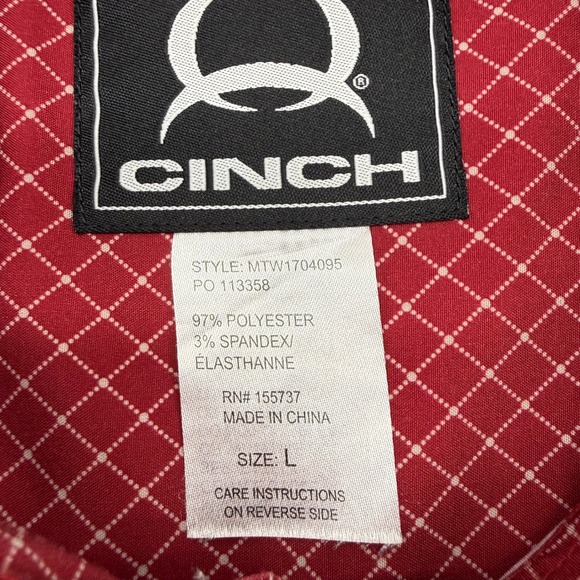 ®
CINCH
STYLE: MTW1704095
PO 113358
97% POLYESTER
3% SPANDEX/
ÉLASTHANNE
RN# 155737
MADE IN CHINA
SIZE: L
CARE INSTRUCTIONS
ON REVERSE SIDE